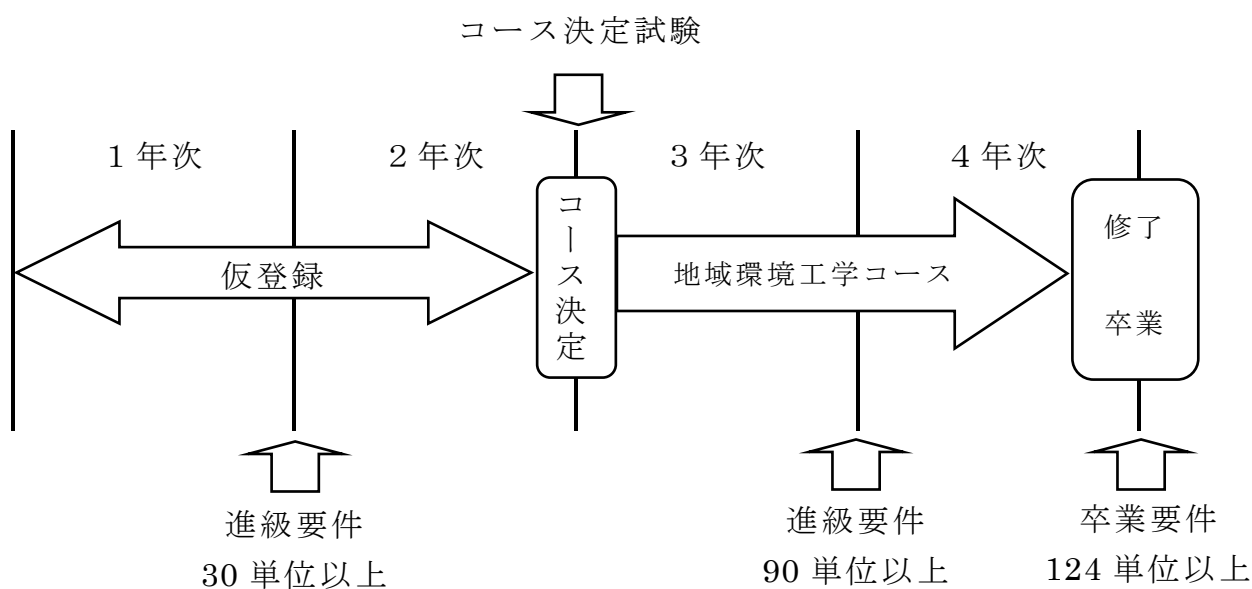 コース決定試験
1年次
2年次
3年次
4年次
仮登録
コース決定
地域環境工学コース
修了
卒業
進級要件
30単位以上
進級要件
90単位以上
卒業要件
124単位以上